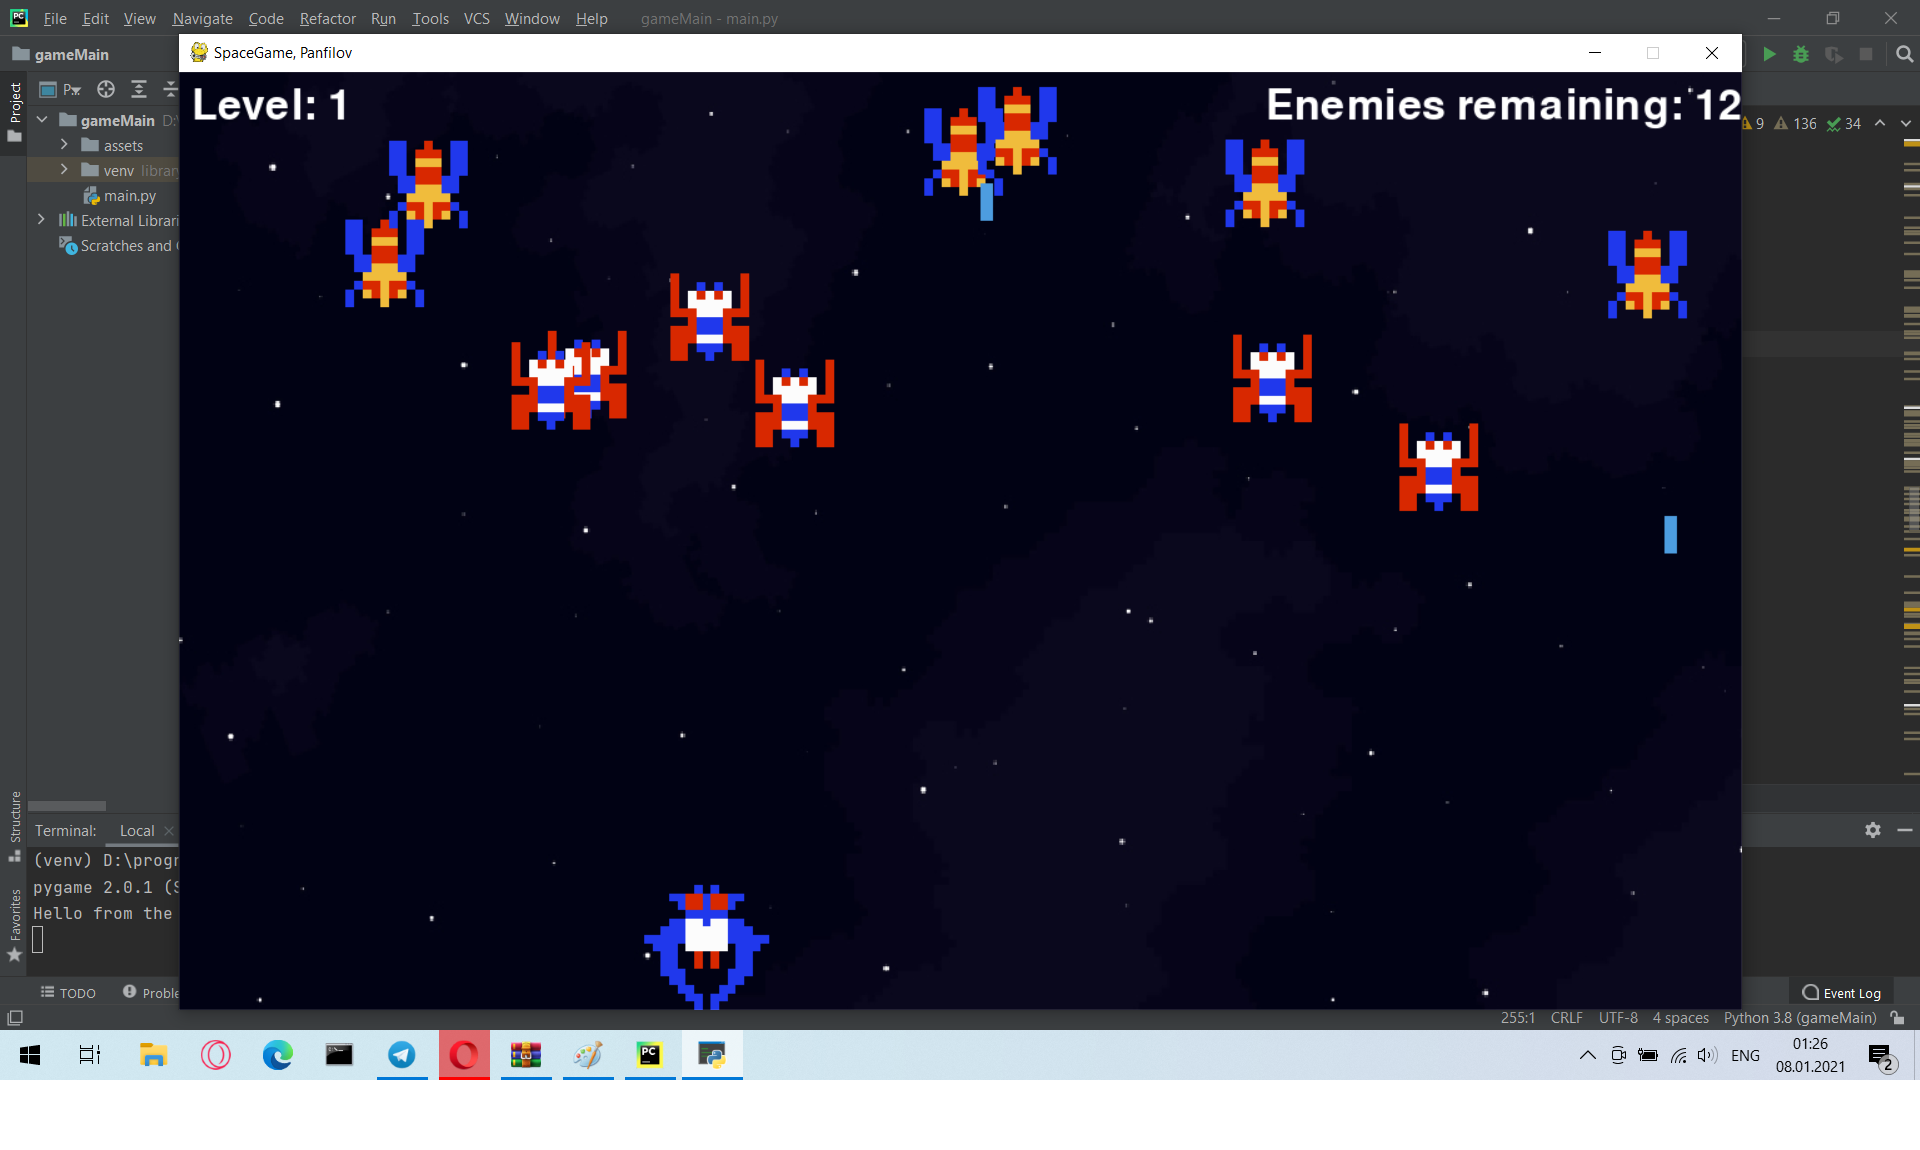 File Edit View Navigate Code Refactor Run Tools VCS Window Help gameMain - main.py
gameMain
SpaceGame, Panfilov
Project
P..
Level: 1
Enemies remaining: 12
gameMain D:\
9 136 34
assets
venv library
main.py
External Librari
Scratches and
Structure
Favorites
Terminal: Local
(venv) D:\progr
pygame 2.0.1 (S
Hello from the
TODO
Proble
Event Log
255:1 CRLF UTF-8 4 spaces Python 3.8 (gameMain)
PC
ENG
01:26
08.01.2021
2